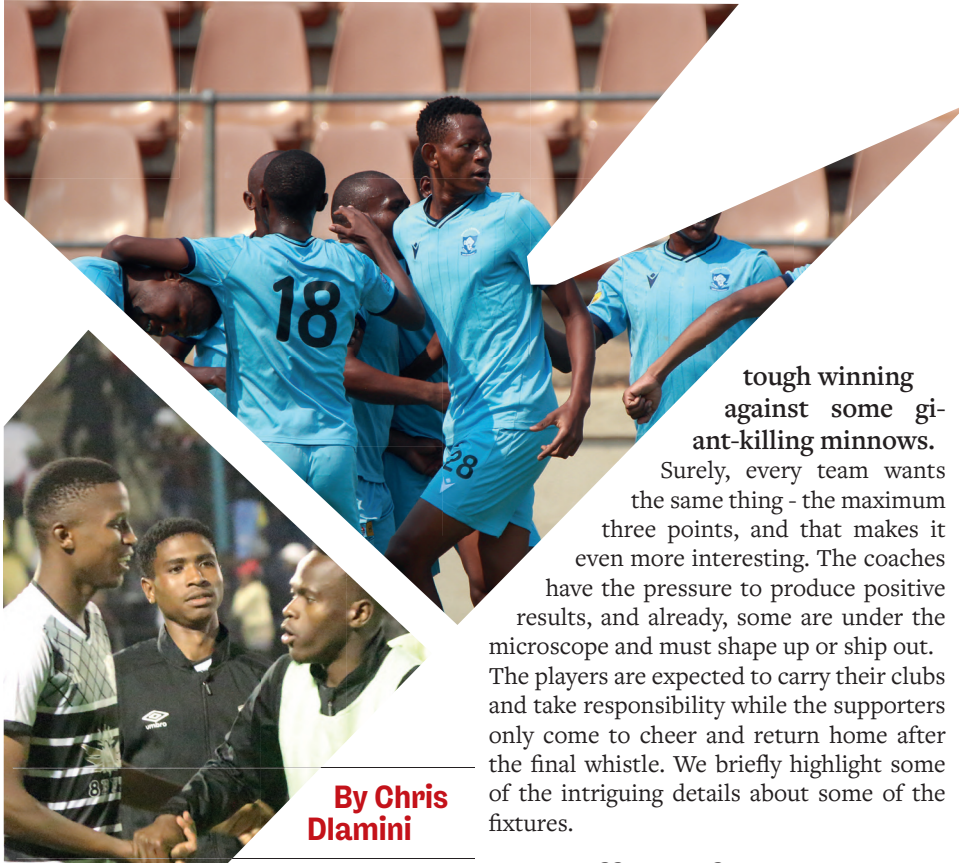 18
28
umbro
By Chris
Dlamini
tough winning
against some gi-
ant-killing minnows.
Surely, every team wants
the same thing - the maximum
three points, and that makes it
even more interesting. The coaches
have the pressure to produce positive
results, and already, some are under the
microscope and must shape up or ship out.
The players are expected to carry their clubs
and take responsibility while the supporters
only come to cheer and return home after
the final whistle. We briefly highlight some
of the intriguing details about some of the
fixtures.